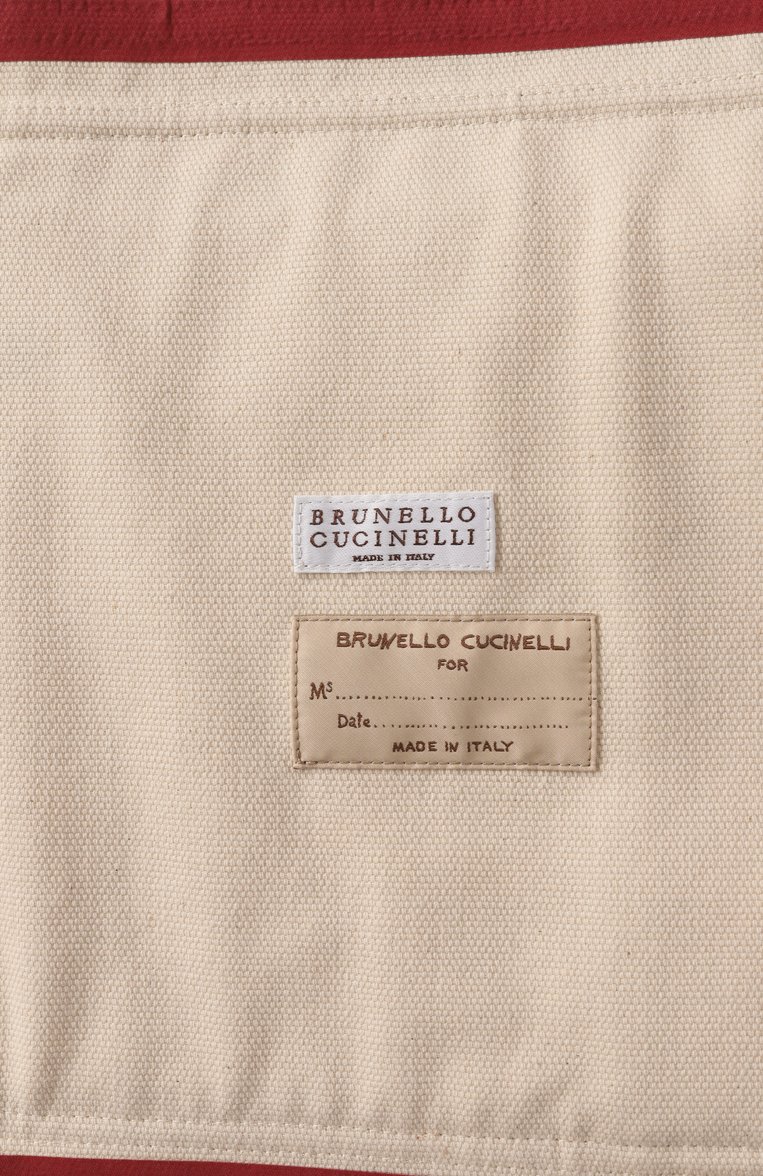 BRUNELLO
CUCINELLI
MADE IN ITALY
BRUNELLO CUCINELLI
FOR
Ms..............................................
Date....................................
MADE IN ITALY